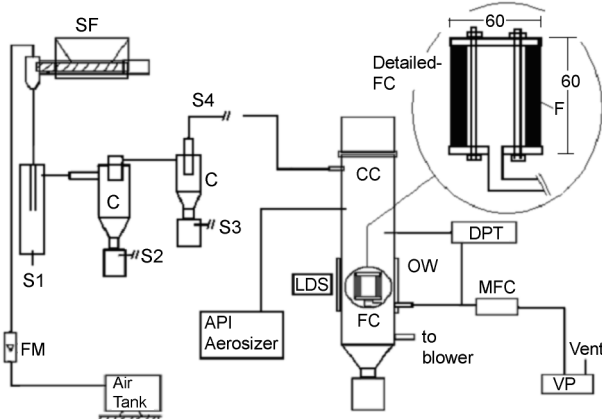 SF
60
Detailed-
FC
60
F
S4
CC
C
C
S3
S2
S1
DPT
OW
LDS
MFC
FC
API
Aerosizer
to
blower
FM
Air
Tank
Vent
VP